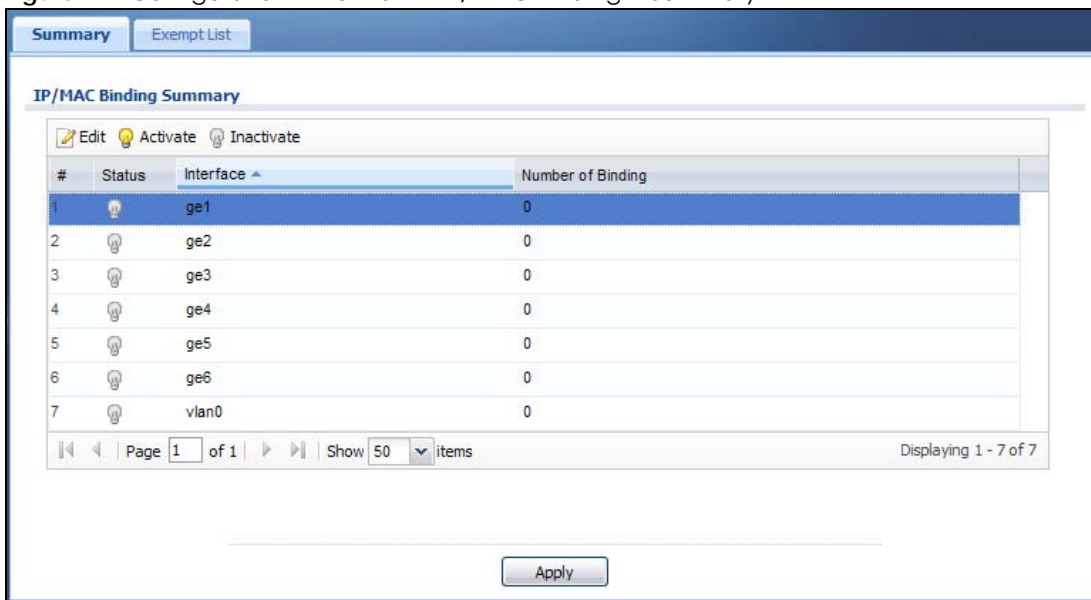 Summary Exempt List
IP/MAC Binding Summary
Edit Activate Inactivate
# Status Interface Number of Binding
1 ge1 0
2 ge2 0
3 ge3 0
4 ge4 0
5 ge5 0
6 ge6 0
7 vlan0 0
Page 1 of 1 Show 50 items Displaying 1 - 7 of 7
Apply